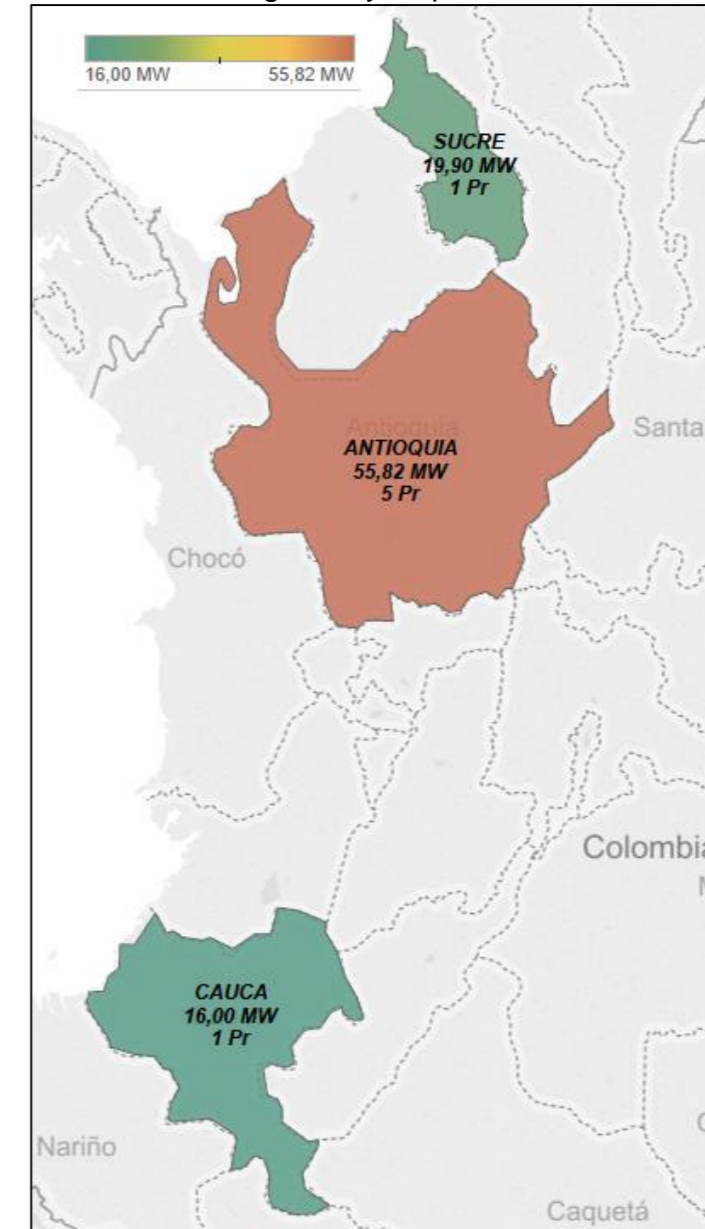 16,00 MW 55,82 MW
SUCRE
19,90 MW
1 Pr
Antioquia
Santa
ANTIOQUIA
55,82 MW
5 Pr
Chocó
Colombia
CAUCA
16,00 MW
1 Pr
Nariño
Caquetá